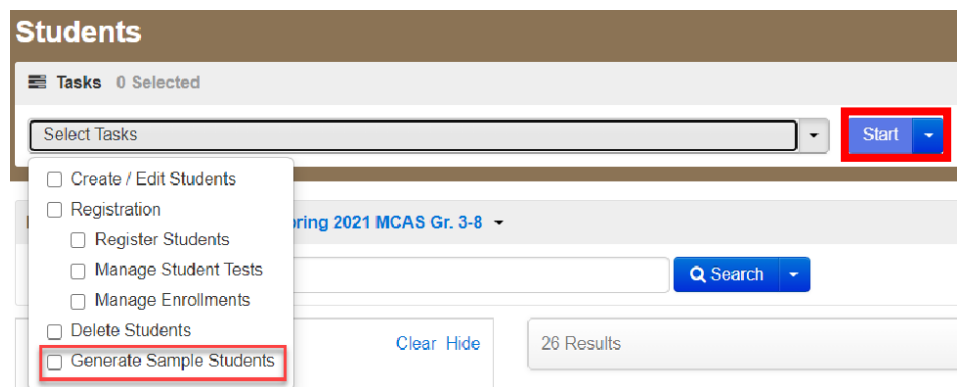 Students
Tasks 0 Selected
Select Tasks
Start
Create / Edit Students
Registration
Register Students
Manage Student Tests
Manage Enrollments
Delete Students
Generate Sample Students
2021 MCAS Gr. 3-8
Search
Clear Hide
26 Results